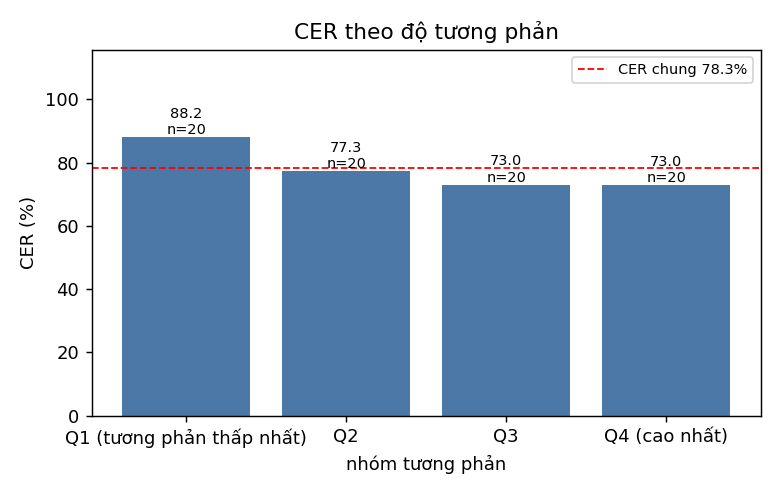 CER theo độ tương phản
CER chung 78.3%
CER (%)
100
80
60
40
20
0
88.2
n=20
77.3
n=20
73.0
n=20
73.0
n=20
Q1 (tương phản thấp nhất)
Q2
Q3
Q4 (cao nhất)
nhóm tương phản